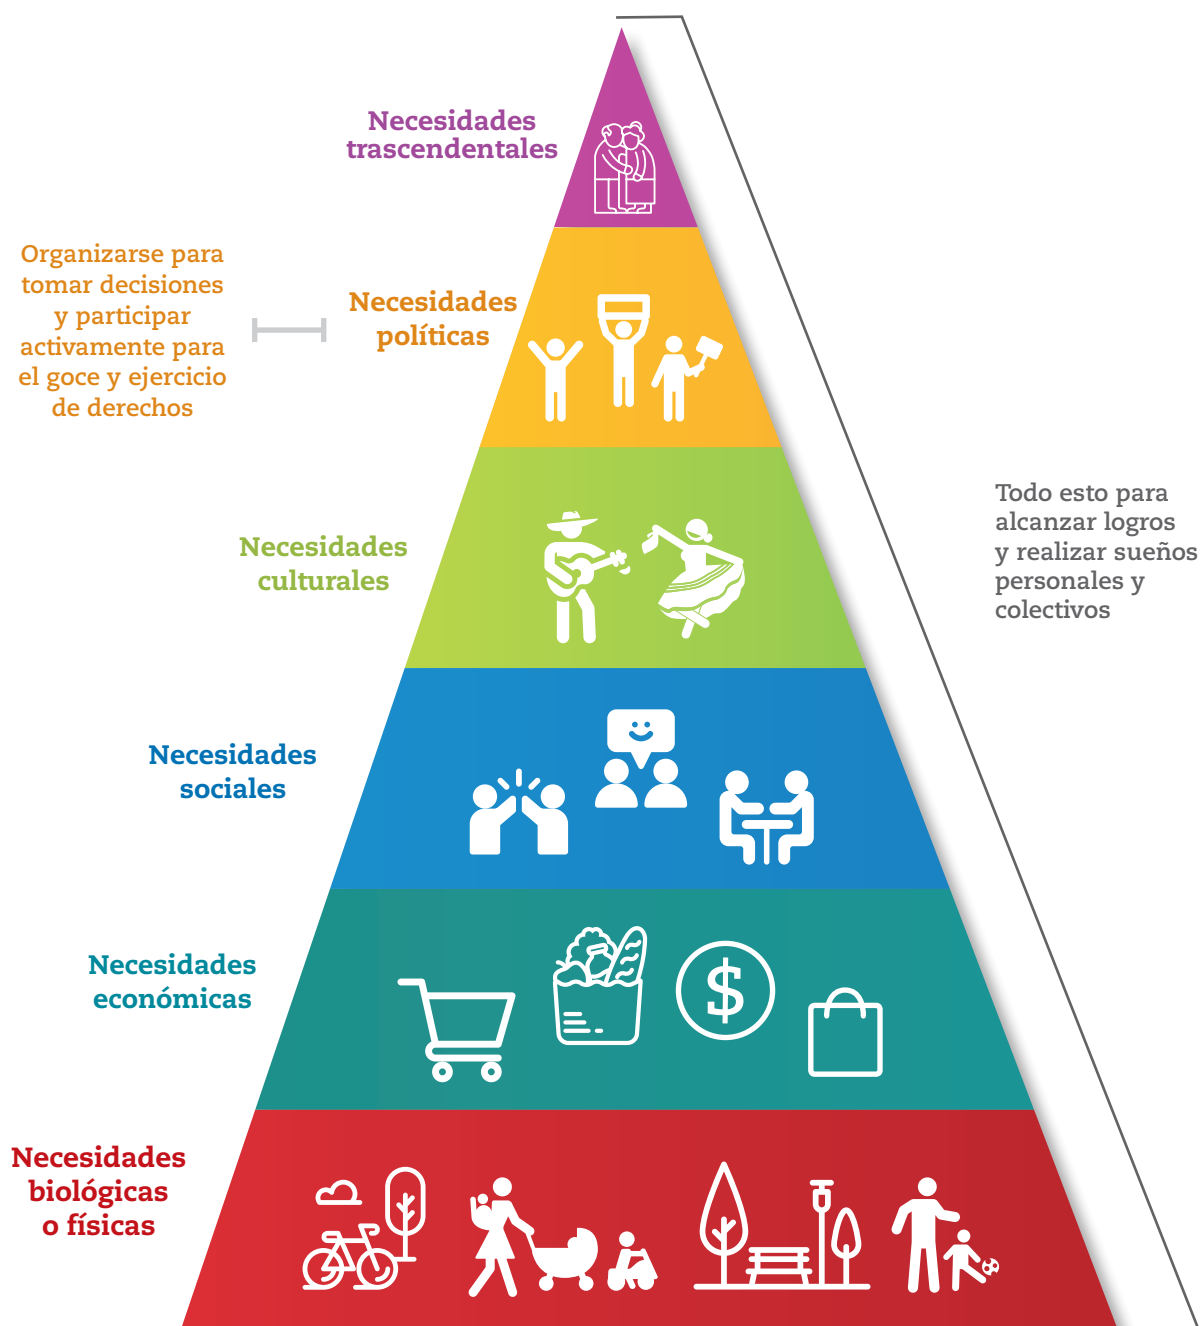 Necesidades
trascendentales
Organizarse para
tomar decisiones
y participar
activamente para
el goce y ejercicio
de derechos
Necesidades
políticas
Necesidades
culturales
Todo esto para
alcanzar logros
y realizar sueños
personales y
colectivos
Necesidades
sociales
Necesidades
económicas
$
Necesidades
biológicas
o físicas